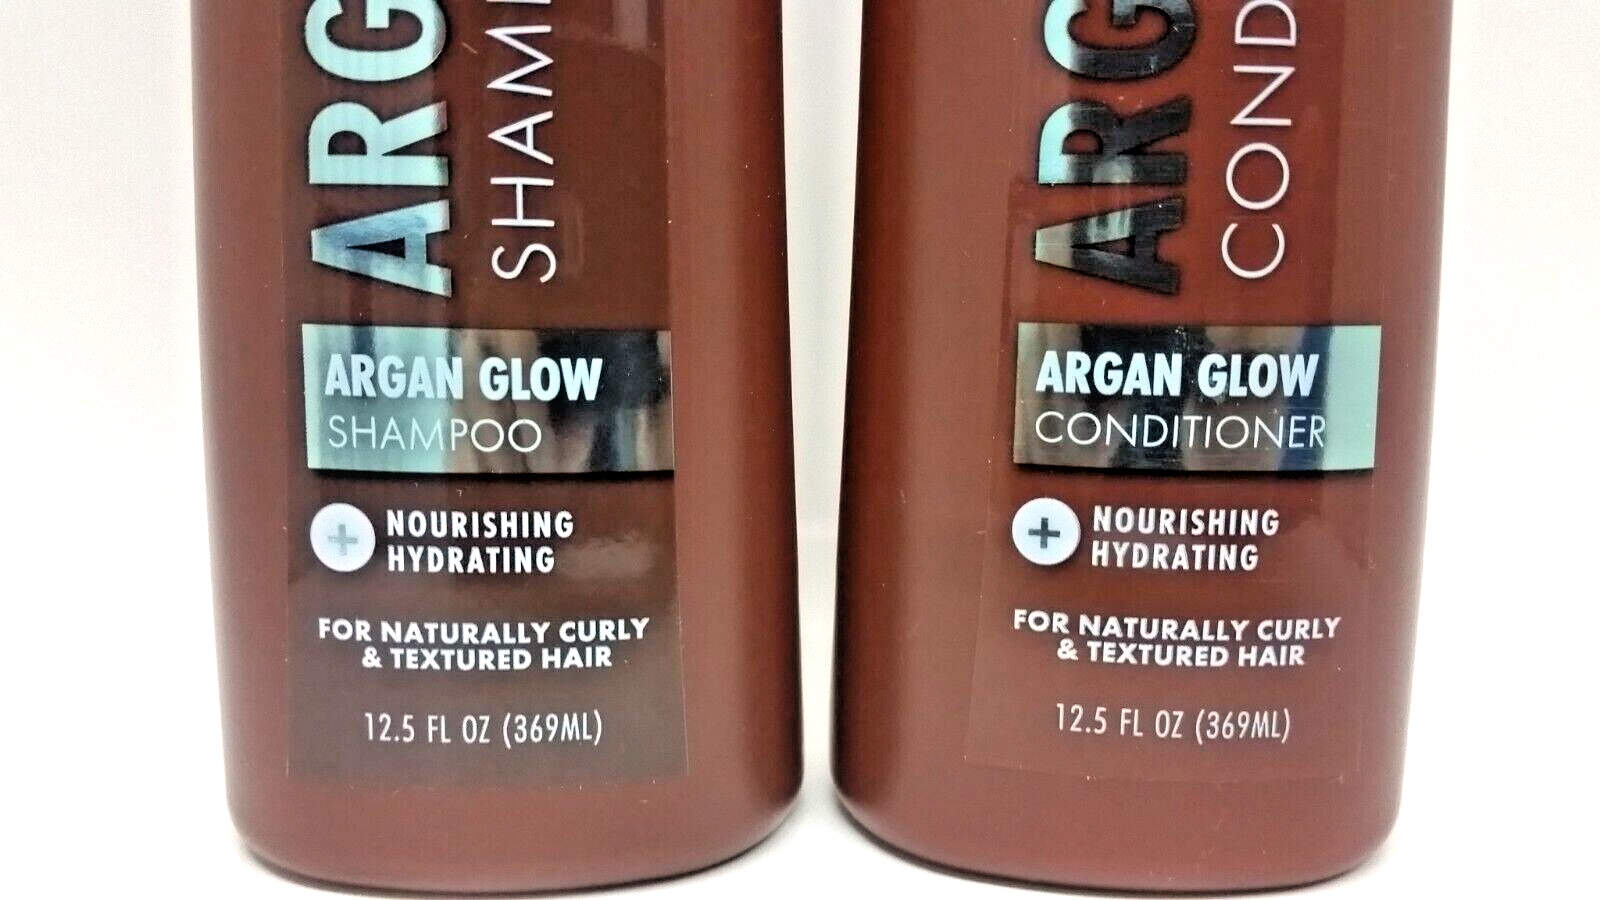 ARGAN GLOW
SHAMPOO
+ NOURISHING
HYDRATING
FOR NATURALLY CURLY
& TEXTURED HAIR
12.5 FL OZ (369ML)
ARGAN GLOW
CONDITIONER
+ NOURISHING
HYDRATING
FOR NATURALLY CURLY
& TEXTURED HAIR
12.5 FL OZ (369ML)